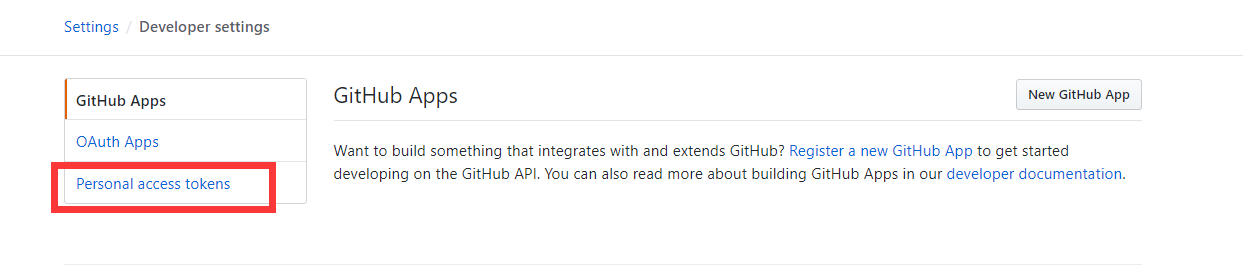 Settings / Developer settings
GitHub Apps
OAuth Apps
Personal access tokens
GitHub Apps
New GitHub App
Want to build something that integrates with and extends GitHub? Register a new GitHub App to get started
developing on the GitHub API. You can also read more about building GitHub Apps in our developer documentation.